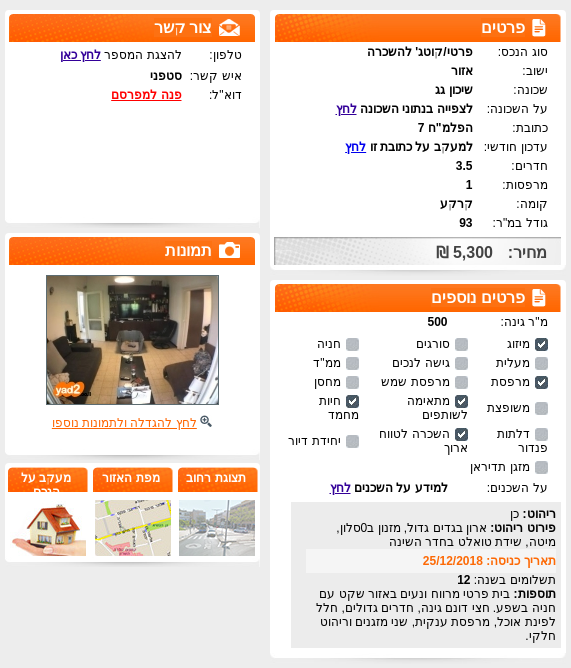 פרטים
סוג הנכס: פרטי/קוטג' להשכרה
ישוב: אזור
שכונה: שיכון גג
על השכונה: לצפייה בנתוני השכונה לחץ
כתובת: הפלמ"ח 7
עדכון חודשי: למעקב על כתובת זו לחץ
חדרים: 3.5
מרפסות: 1
קומה: קרקע
גודל במ"ר: 93
מחיר: 5,300 ₪
פרטים נוספים
מ"ר גינה: 500
מיזוג סורגים חניה
מעלית גישה לנכים ממ"ד
מרפסת מרפסת שמש מחסן
משופצת מתאימה לשותפים חיות מחמד
דלתות פנדור השכרה לטווח ארוך יחידת דיור
מזגן תדיראן
על השכנים: למידע על השכנים לחץ
ריהוט: כן
פירוט ריהוט: ארון בגדים גדול, מזנון ב0סלון,
מיטה, שידת טואלט בחדר השינה
תאריך כניסה: 25/12/2018
תשלומים בשנה: 12
תוספות: בית פרטי מרווח ונעים באזור שקט עם
חניה בשפע. חצי דונם גינה, חדרים גדולים, חלל
לפינת אוכל, מרפסת ענקית, שני מזגנים וריהוט
חלקי.
צור קשר
טלפון: להצגת המספר לחץ כאן
איש קשר: סטפני
דוא"ל: פנה למפרסם
תמונות
yad2
לחץ להגדלה ולתמונות נוספו
תצוגת רחוב
מפת האזור
מעקב על
הנכס